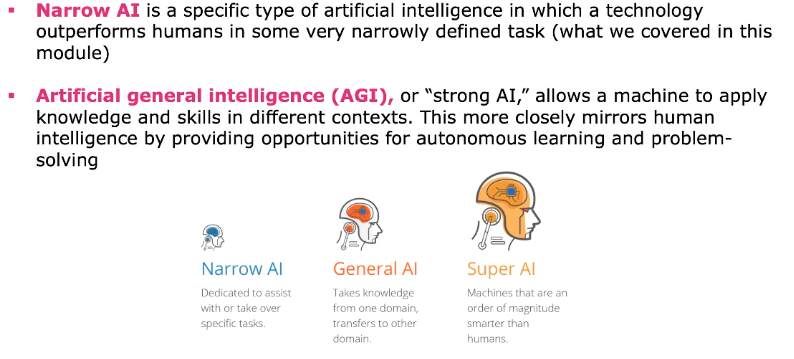 ▪ Narrow AI is a specific type of artificial intelligence in which a technology
outperforms humans in some very narrowly defined task (what we covered in this
module)
▪ Artificial general intelligence (AGI), or “strong AI,” allows a machine to apply
knowledge and skills in different contexts. This more closely mirrors human
intelligence by providing opportunities for autonomous learning and problem-
solving
Narrow AI
Dedicated to assist
with or take over
specific tasks.
General AI
Takes knowledge
from one domain,
transfers to other
domain.
Super AI
Machines that are an
order of magnitude
smarter than
humans.